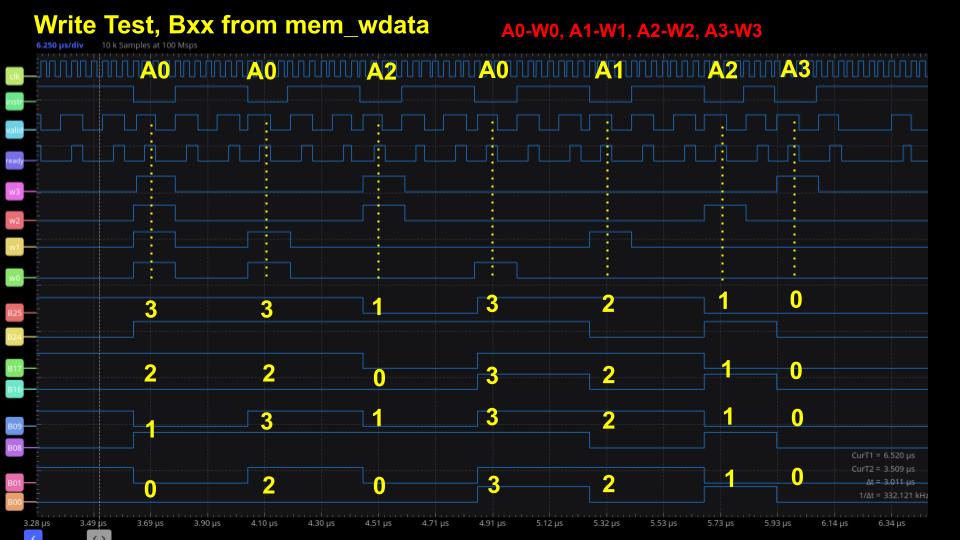 Write Test, Bxx from mem_wdata
A0-W0, A1-W1, A2-W2, A3-W3
6.250 µs/div 10 k Samples at 100 Msps
clk
A0 A0 A2 A0 A1 A2 A3
instr
valid
ready
w3
w2
w1
w0
B25
3 3 1 3 2 1 0
B24
B17
2 2 0 3 2 1 0
B16
B09
1 3 1 3 2 1 0
B08
CurT1 = 6.520 µs
CurT2 = 3.509 µs
Δt = 3.011 µs
1/Δt = 332.121 kHz
B01
0 2 0 3 2 1 0
B00
3.28 µs 3.49 µs 3.69 µs 3.90 µs 4.10 µs 4.30 µs 4.51 µs 4.71 µs 4.91 µs 5.12 µs 5.32 µs 5.53 µs 5.73 µs 5.93 µs 6.14 µs 6.34 µs